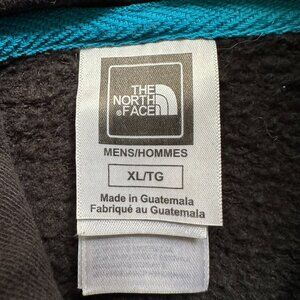 THE
NORTH
®FACE
MENS/HOMMES
XL/TG
Made in Guatemala
Fabriqué au Guatemala